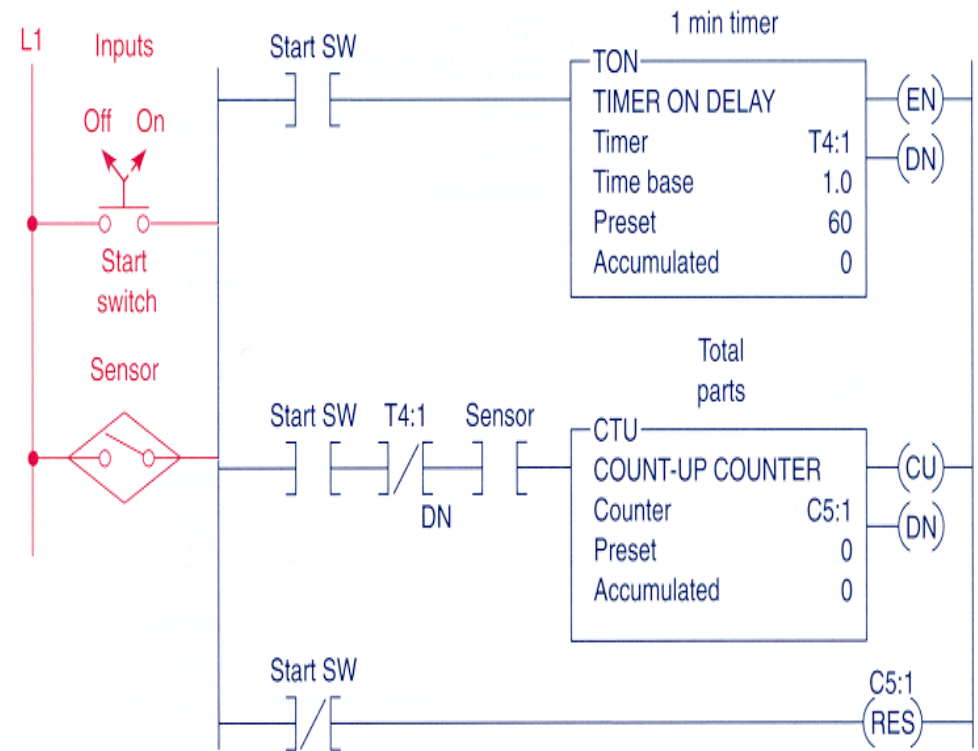 L1
Inputs
Off On
Start
switch
Sensor
1 min timer
Start SW
TON
TIMER ON DELAY
Timer T4:1
Time base 1.0
Preset 60
Accumulated 0
EN
DN
Total
parts
Start SW T4:1 Sensor
DN
CTU
COUNT-UP COUNTER
Counter C5:1
Preset 0
Accumulated 0
CU
DN
Start SW
C5:1
RES